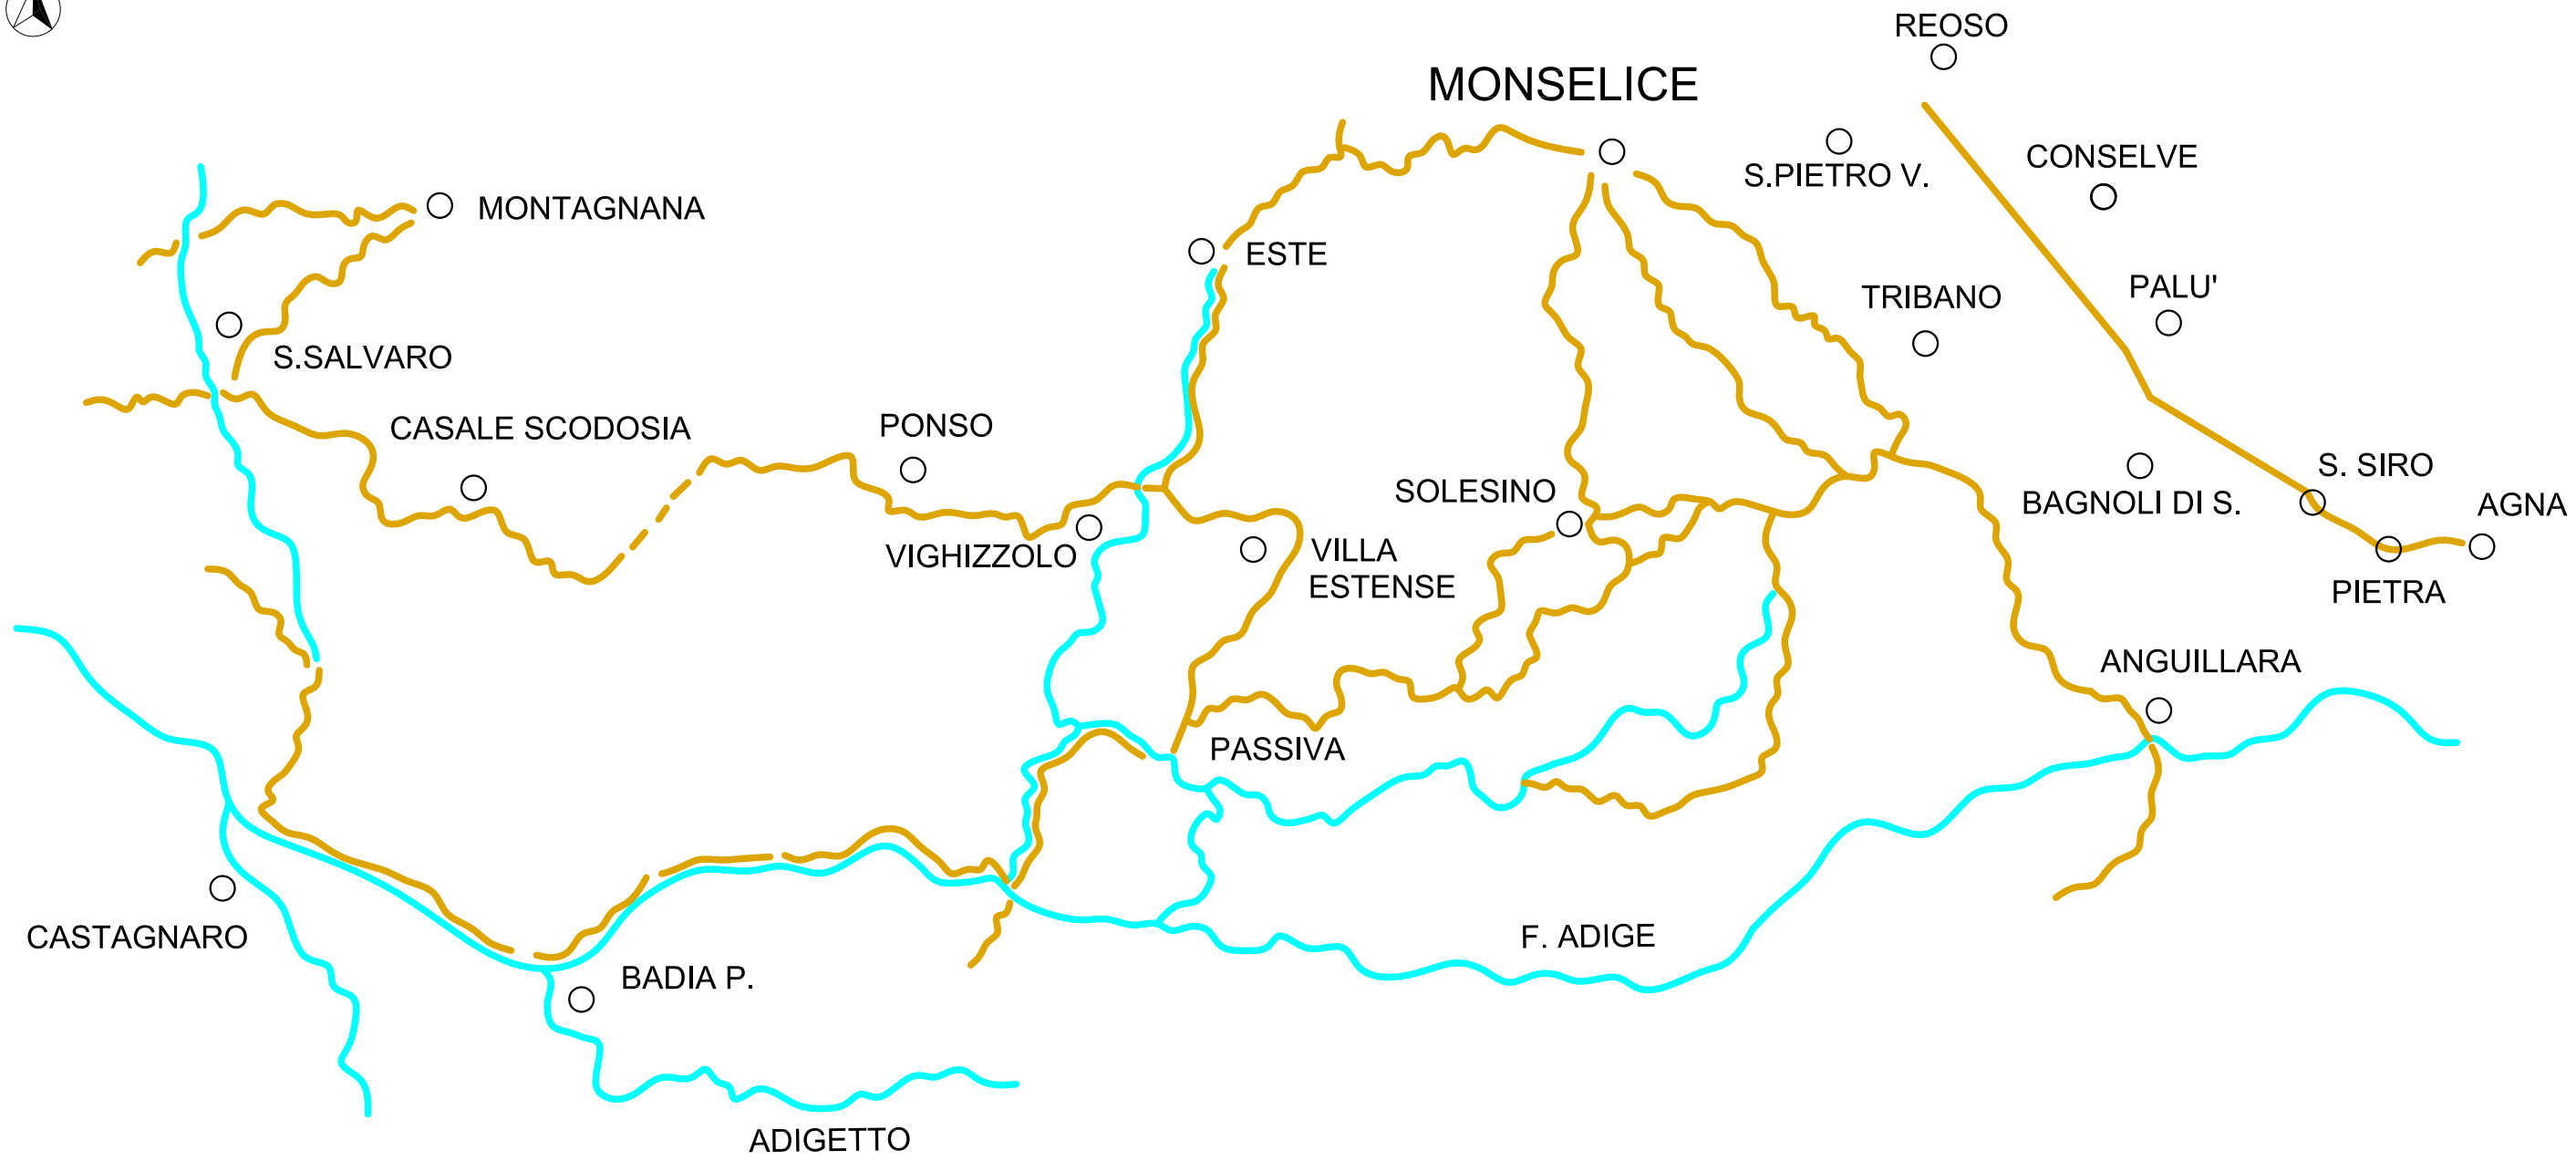 REOSO
MONSELICE
CONSELVE
S.PIETRO V.
MONTAGNANA
ESTE
PALU'
TRIBANO
S.SALVARO
PONSO
CASALE SCODOSIA
S. SIRO
SOLESINO
BAGNOLI DI S.
AGNA
VIGHIZZOLO
VILLA
ESTENSE
PIETRA
ANGUILLARA
PASSIVA
CASTAGNARO
F. ADIGE
BADIA P.
ADIGETTO